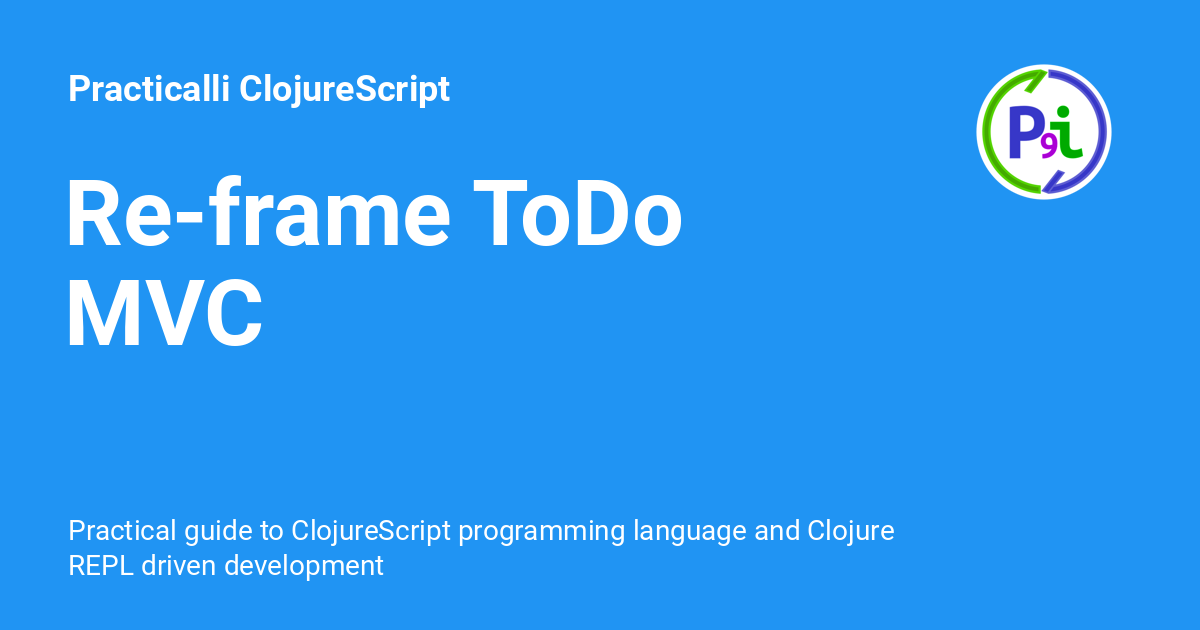 Practicalli ClojureScript
P9i
Re-frame ToDo
MVC
Practical guide to ClojureScript programming language and Clojure
REPL driven development